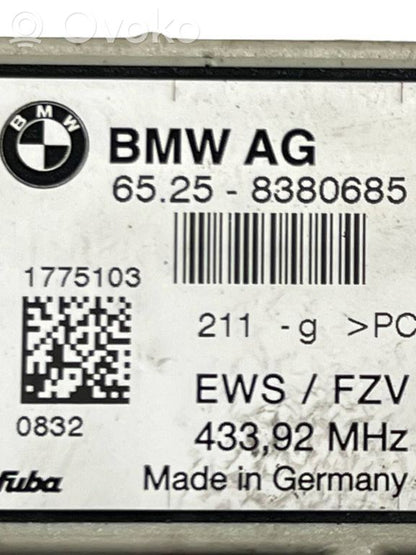 Ovoko
BMW
BMW AG
65.25 - 8380685
1775103
211 -g >PC
EWS / FZV
0832
433,92 MHz
fuba
Made in Germany